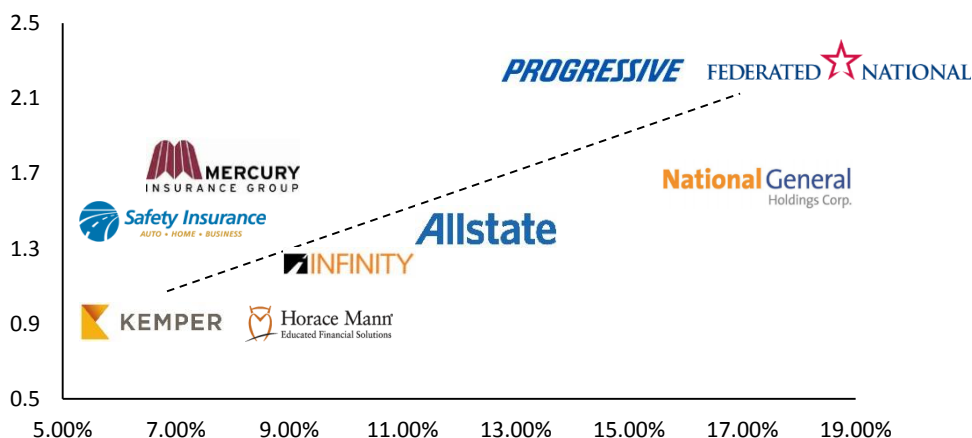 2.5
PROGRESSIVE
FEDERATED NATIONAL
2.1
MERCURY
INSURANCE GROUP
1.7
National General
Holdings Corp.
Safety Insurance
AUTO • HOME • BUSINESS
Allstate
1.3
INFINITY
KEMPER
Horace Mann®
Educated Financial Solutions
0.9
0.5
5.00% 7.00% 9.00% 11.00% 13.00% 15.00% 17.00% 19.00%